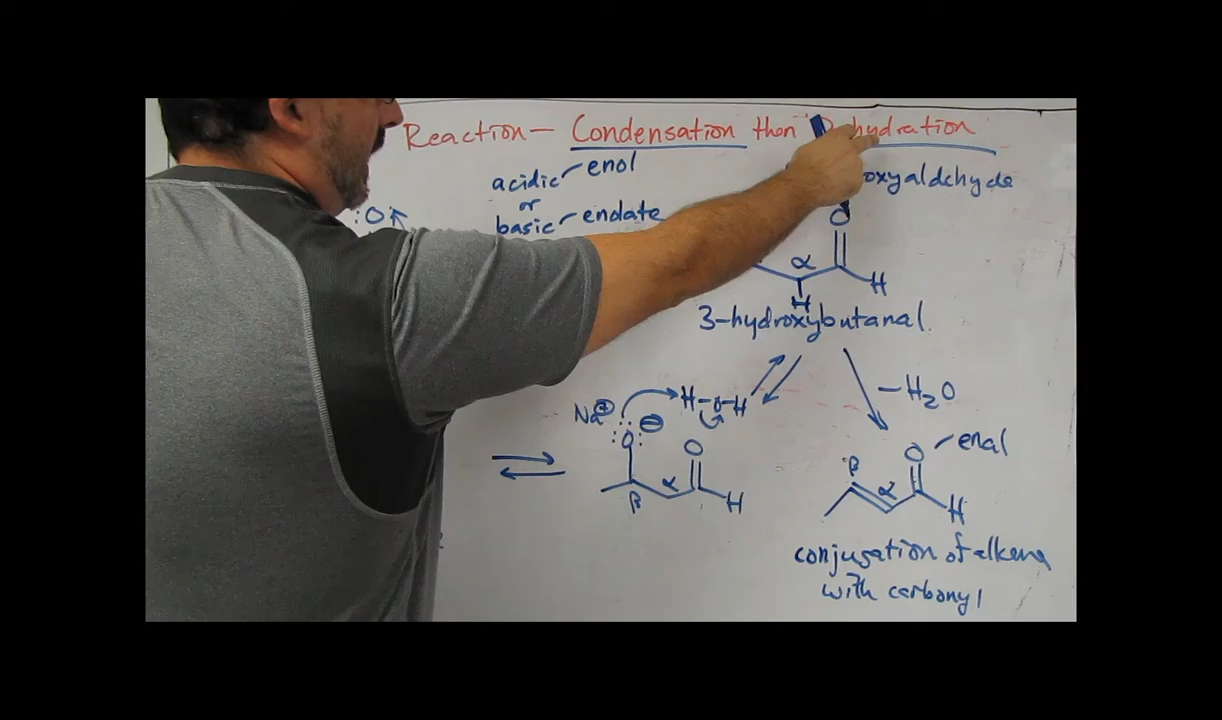 Reaction— Condensation then hydration
acidic enol
or
basic enolate
oxyaldehyde
:O
α O
H
H
3-hydroxybutanal.
−H2O
Na⊕ H-O-H
:O: ⊖
O
α
β
H
O enal
β
α
H
conjugation of alkene
with carbonyl